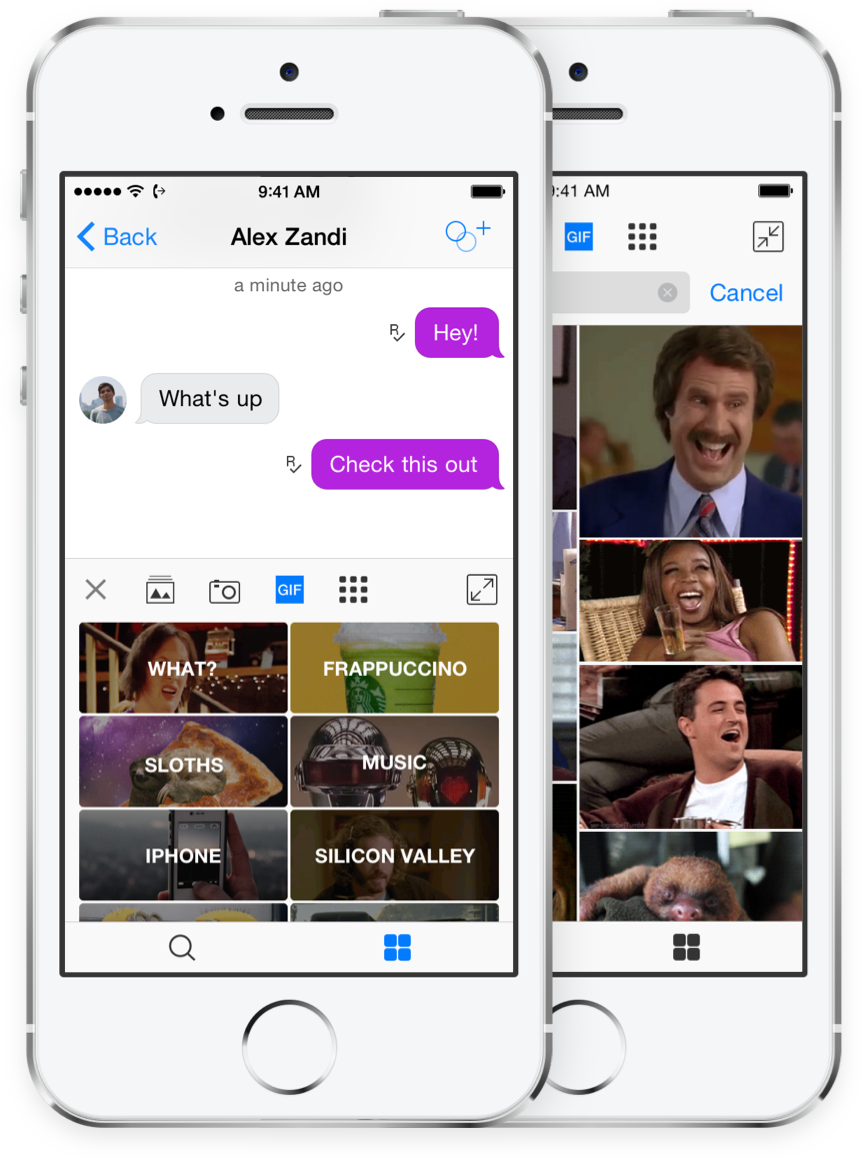 9:41 AM
Back
Alex Zandi
a minute ago
R
Hey!
What's up
R
Check this out
GIF
WHAT?
FRAPPUCCINO
SLOTHS
MUSIC
IPHONE
SILICON VALLEY
:41 AM
GIF
Cancel